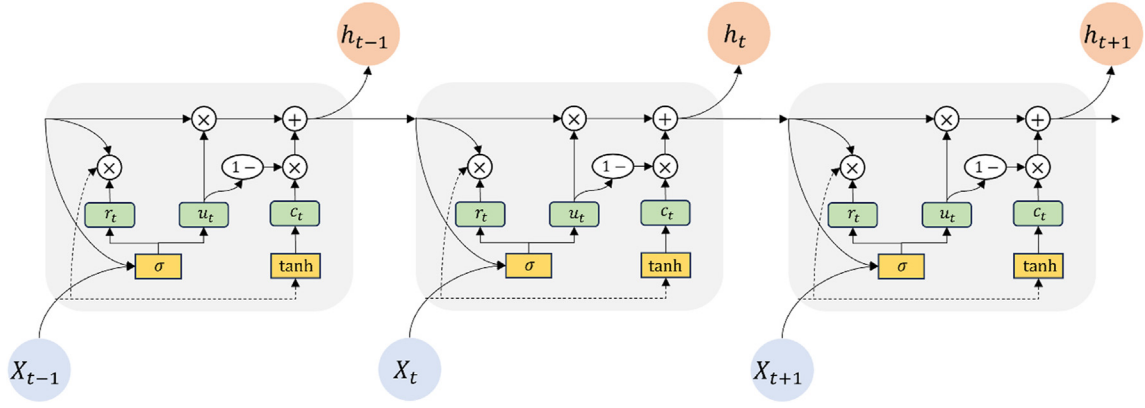 h_{t-1} h_t h_{t+1}
× + × + × +
× 1- × × 1- × × 1- ×
r_t u_t c_t r_t u_t c_t r_t u_t c_t
σ tanh σ tanh σ tanh
X_{t-1} X_t X_{t+1}